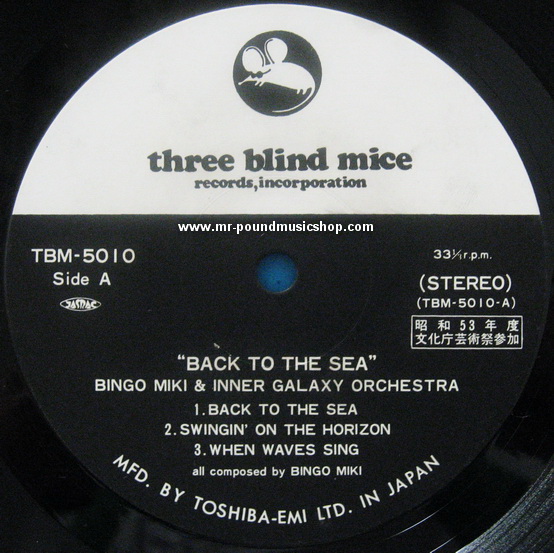 three blind mice
records,incorporation
www.mr-poundmusicshop.com
TBM-5010
Side A
JASRAC
33⅓r.p.m.
(STEREO)
(TBM-5010-A)
昭和53年度
文化庁芸術祭参加
"BACK TO THE SEA"
BINGO MIKI & INNER GALAXY ORCHESTRA
1.BACK TO THE SEA
2.SWINGIN' ON THE HORIZON
3.WHEN WAVES SING
all composed by BINGO MIKI
MFD. BY TOSHIBA-EMI LTD. IN JAPAN